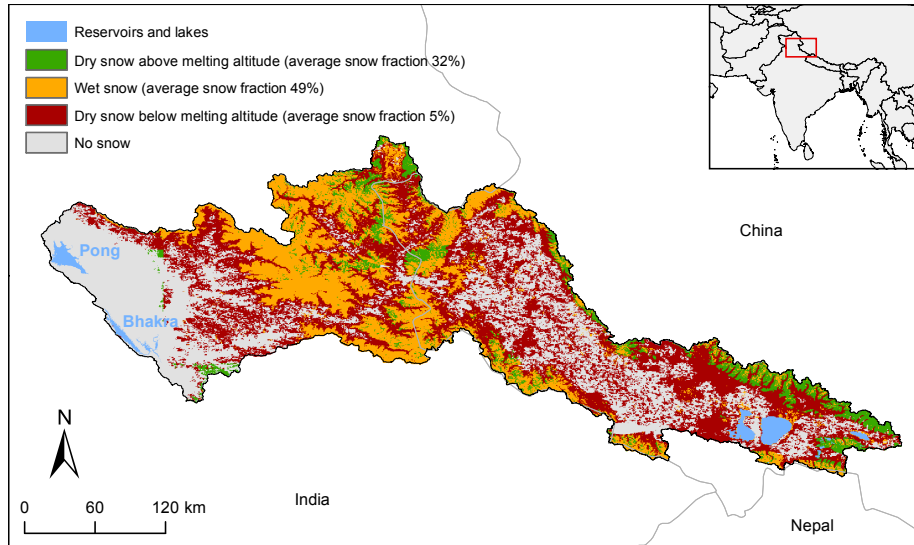 Reservoirs and lakes
Dry snow above melting altitude (average snow fraction 32%)
Wet snow (average snow fraction 49%)
Dry snow below melting altitude (average snow fraction 5%)
No snow
China
Pong
Bhakra
N
0 60 120 km
India
Nepal